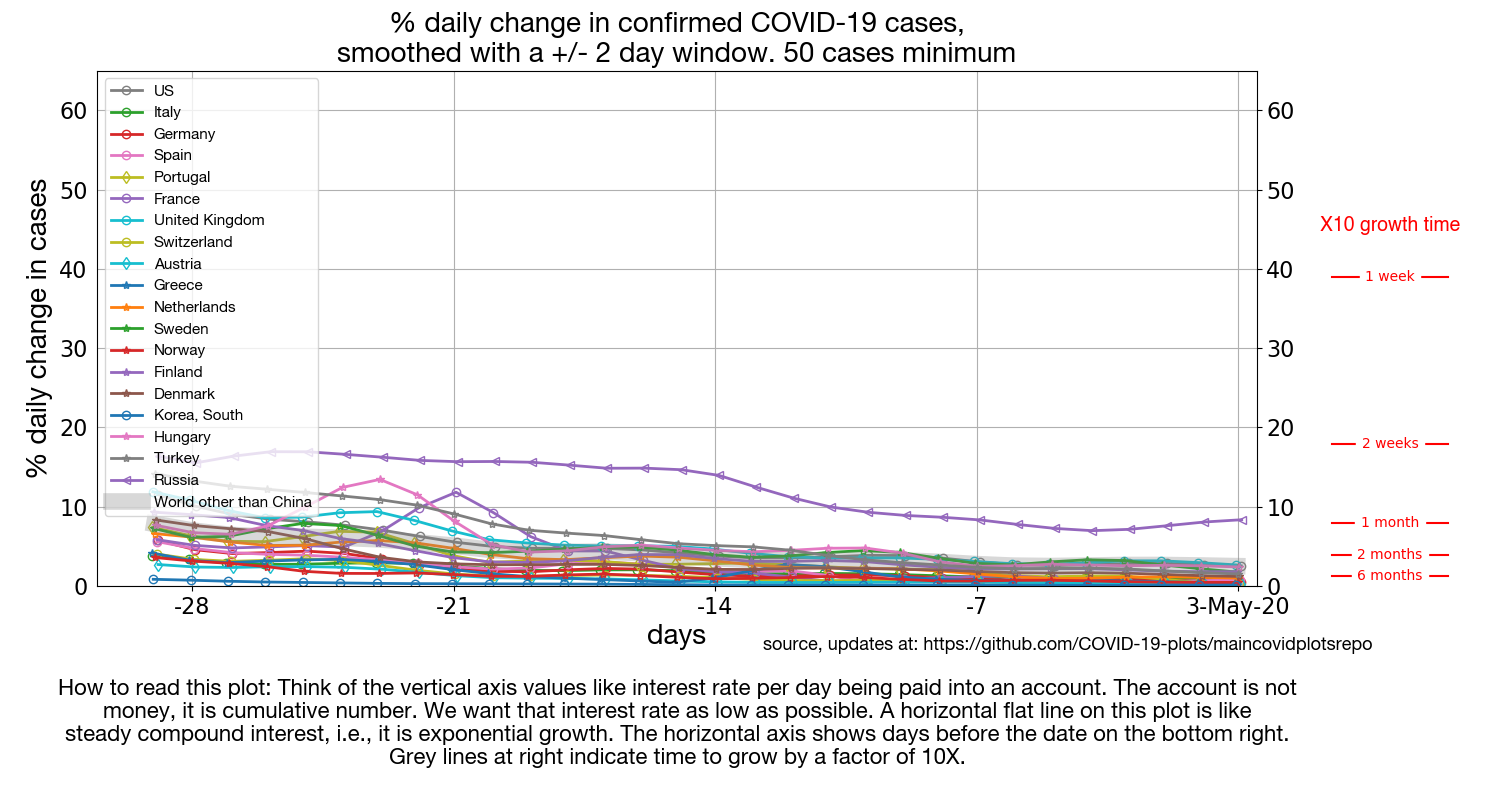 % daily change in confirmed COVID-19 cases,
smoothed with a +/- 2 day window. 50 cases minimum
% daily change in cases
60
50
40
30
20
10
0
US
Italy
Germany
Spain
Portugal
France
United Kingdom
Switzerland
Austria
Greece
Netherlands
Sweden
Norway
Finland
Denmark
Korea, South
Hungary
Turkey
Russia
World other than China
60
50
40
30
20
10
0
X10 growth time
1 week
2 weeks
1 month
2 months
6 months
-28
-21
-14
-7
3-May-20
days
source, updates at: https://github.com/COVID-19-plots/maincovidplotsrepo
How to read this plot: Think of the vertical axis values like interest rate per day being paid into an account. The account is not
money, it is cumulative number. We want that interest rate as low as possible. A horizontal flat line on this plot is like
steady compound interest, i.e., it is exponential growth. The horizontal axis shows days before the date on the bottom right.
Grey lines at right indicate time to grow by a factor of 10X.